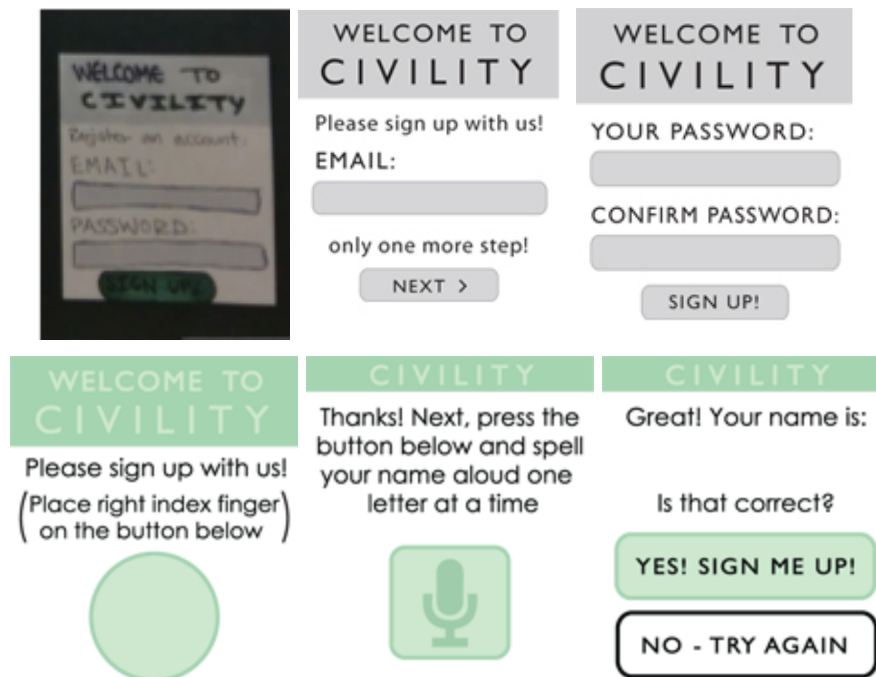 WELCOME TO
CIVILITY
Register an account:
EMAIL:
PASSWORD:
SIGN UP!
WELCOME TO
CIVILITY
Please sign up with us!
EMAIL:
only one more step!
NEXT >
WELCOME TO
CIVILITY
YOUR PASSWORD:
CONFIRM PASSWORD:
SIGN UP!
WELCOME TO
CIVILITY
Please sign up with us!
(Place right index finger
on the button below)
CIVILITY
Thanks! Next, press the
button below and spell
your name aloud one
letter at a time
CIVILITY
Great! Your name is:
Is that correct?
YES! SIGN ME UP!
NO - TRY AGAIN